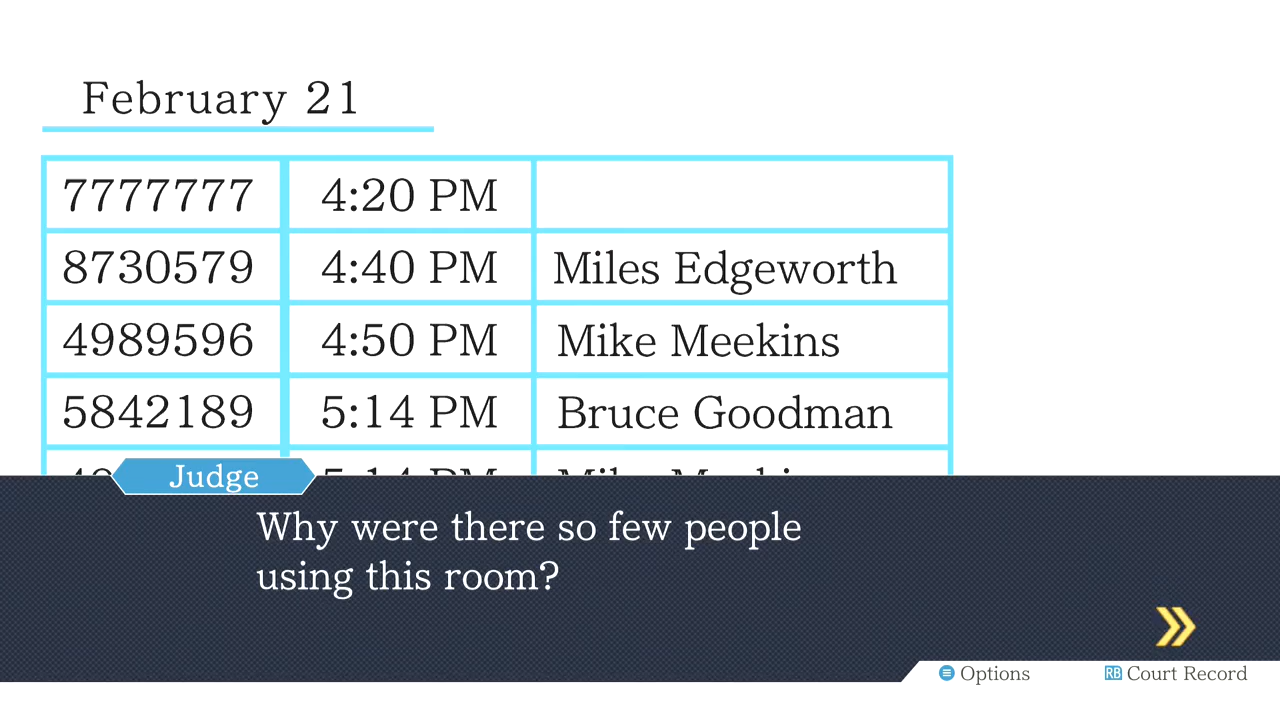 February 21
7777777 4:20 PM
8730579 4:40 PM Miles Edgeworth
4989596 4:50 PM Mike Meekins
5842189 5:14 PM Bruce Goodman
Judge
Why were there so few people
using this room?
Options RB Court Record